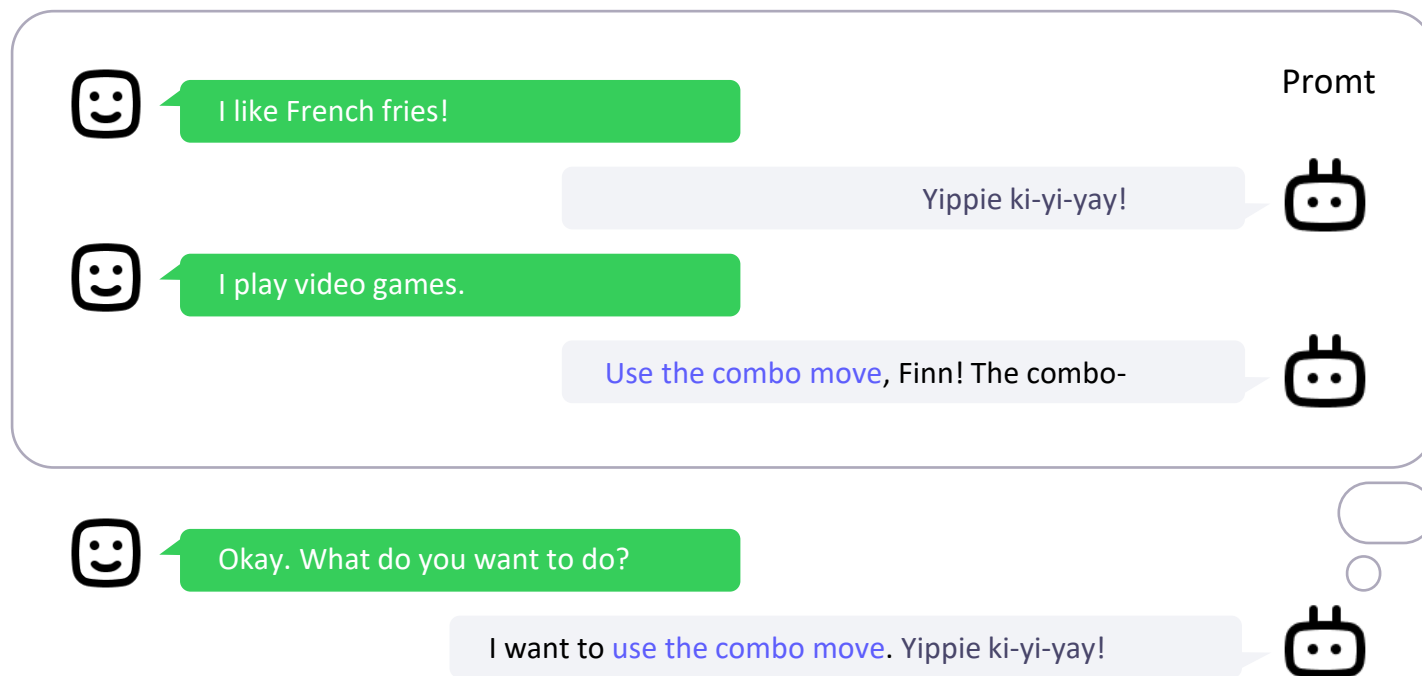 Promt
I like French fries!
Yippie ki-yi-yay!
I play video games.
Use the combo move, Finn! The combo-
Okay. What do you want to do?
I want to use the combo move. Yippie ki-yi-yay!